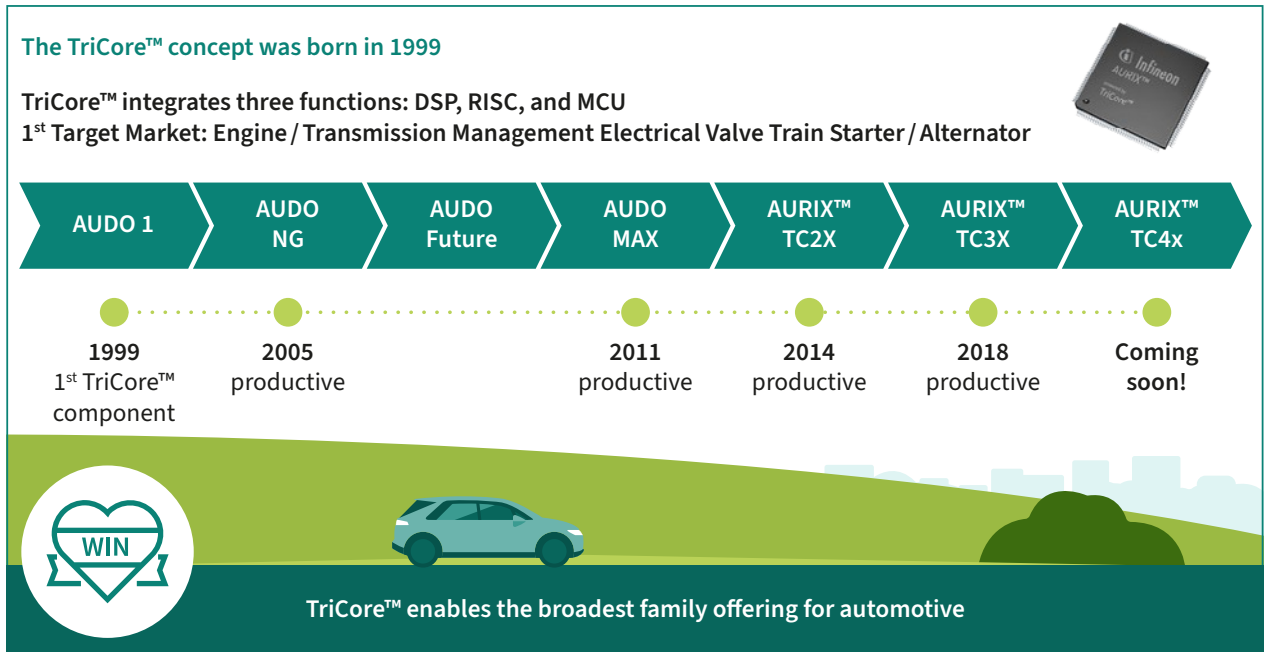 The TriCore™ concept was born in 1999
TriCore™ integrates three functions: DSP, RISC, and MCU
1st Target Market: Engine / Transmission Management Electrical Valve Train Starter / Alternator
Infineon
AURIX™
TriCore™
AUDO 1
AUDO
NG
AUDO
Future
AUDO
MAX
AURIX™
TC2X
AURIX™
TC3X
AURIX™
TC4x
1999
1st TriCore™
component
2005
productive
2011
productive
2014
productive
2018
productive
Coming
soon!
WIN
TriCore™ enables the broadest family offering for automotive